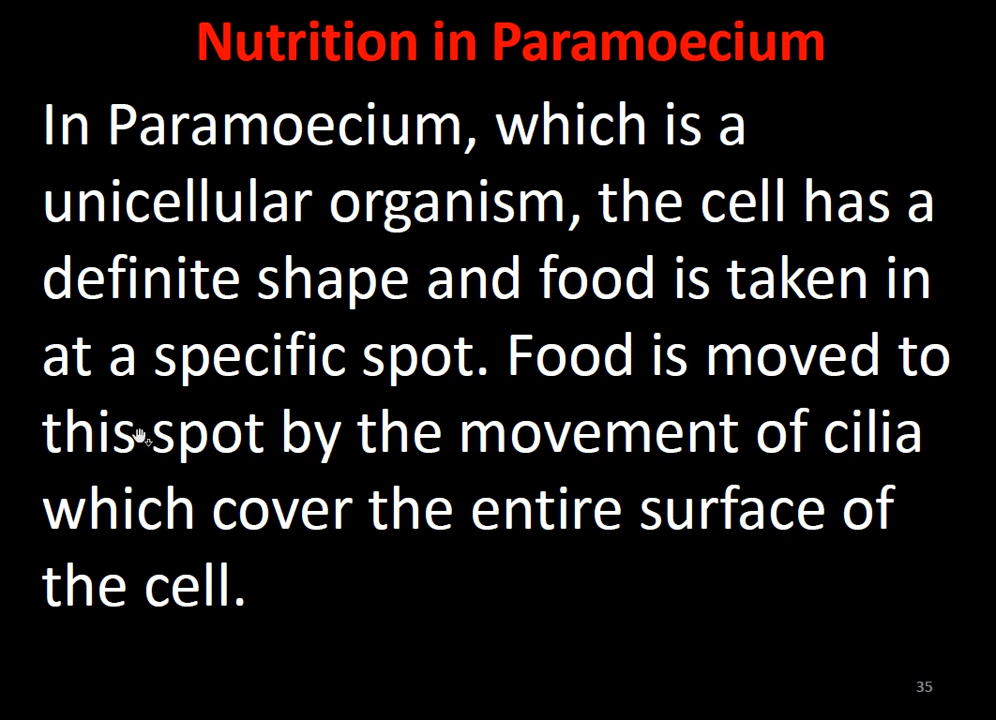 Nutrition in Paramoecium
In Paramoecium, which is a
unicellular organism, the cell has a
definite shape and food is taken in
at a specific spot. Food is moved to
this spot by the movement of cilia
which cover the entire surface of
the cell.
35